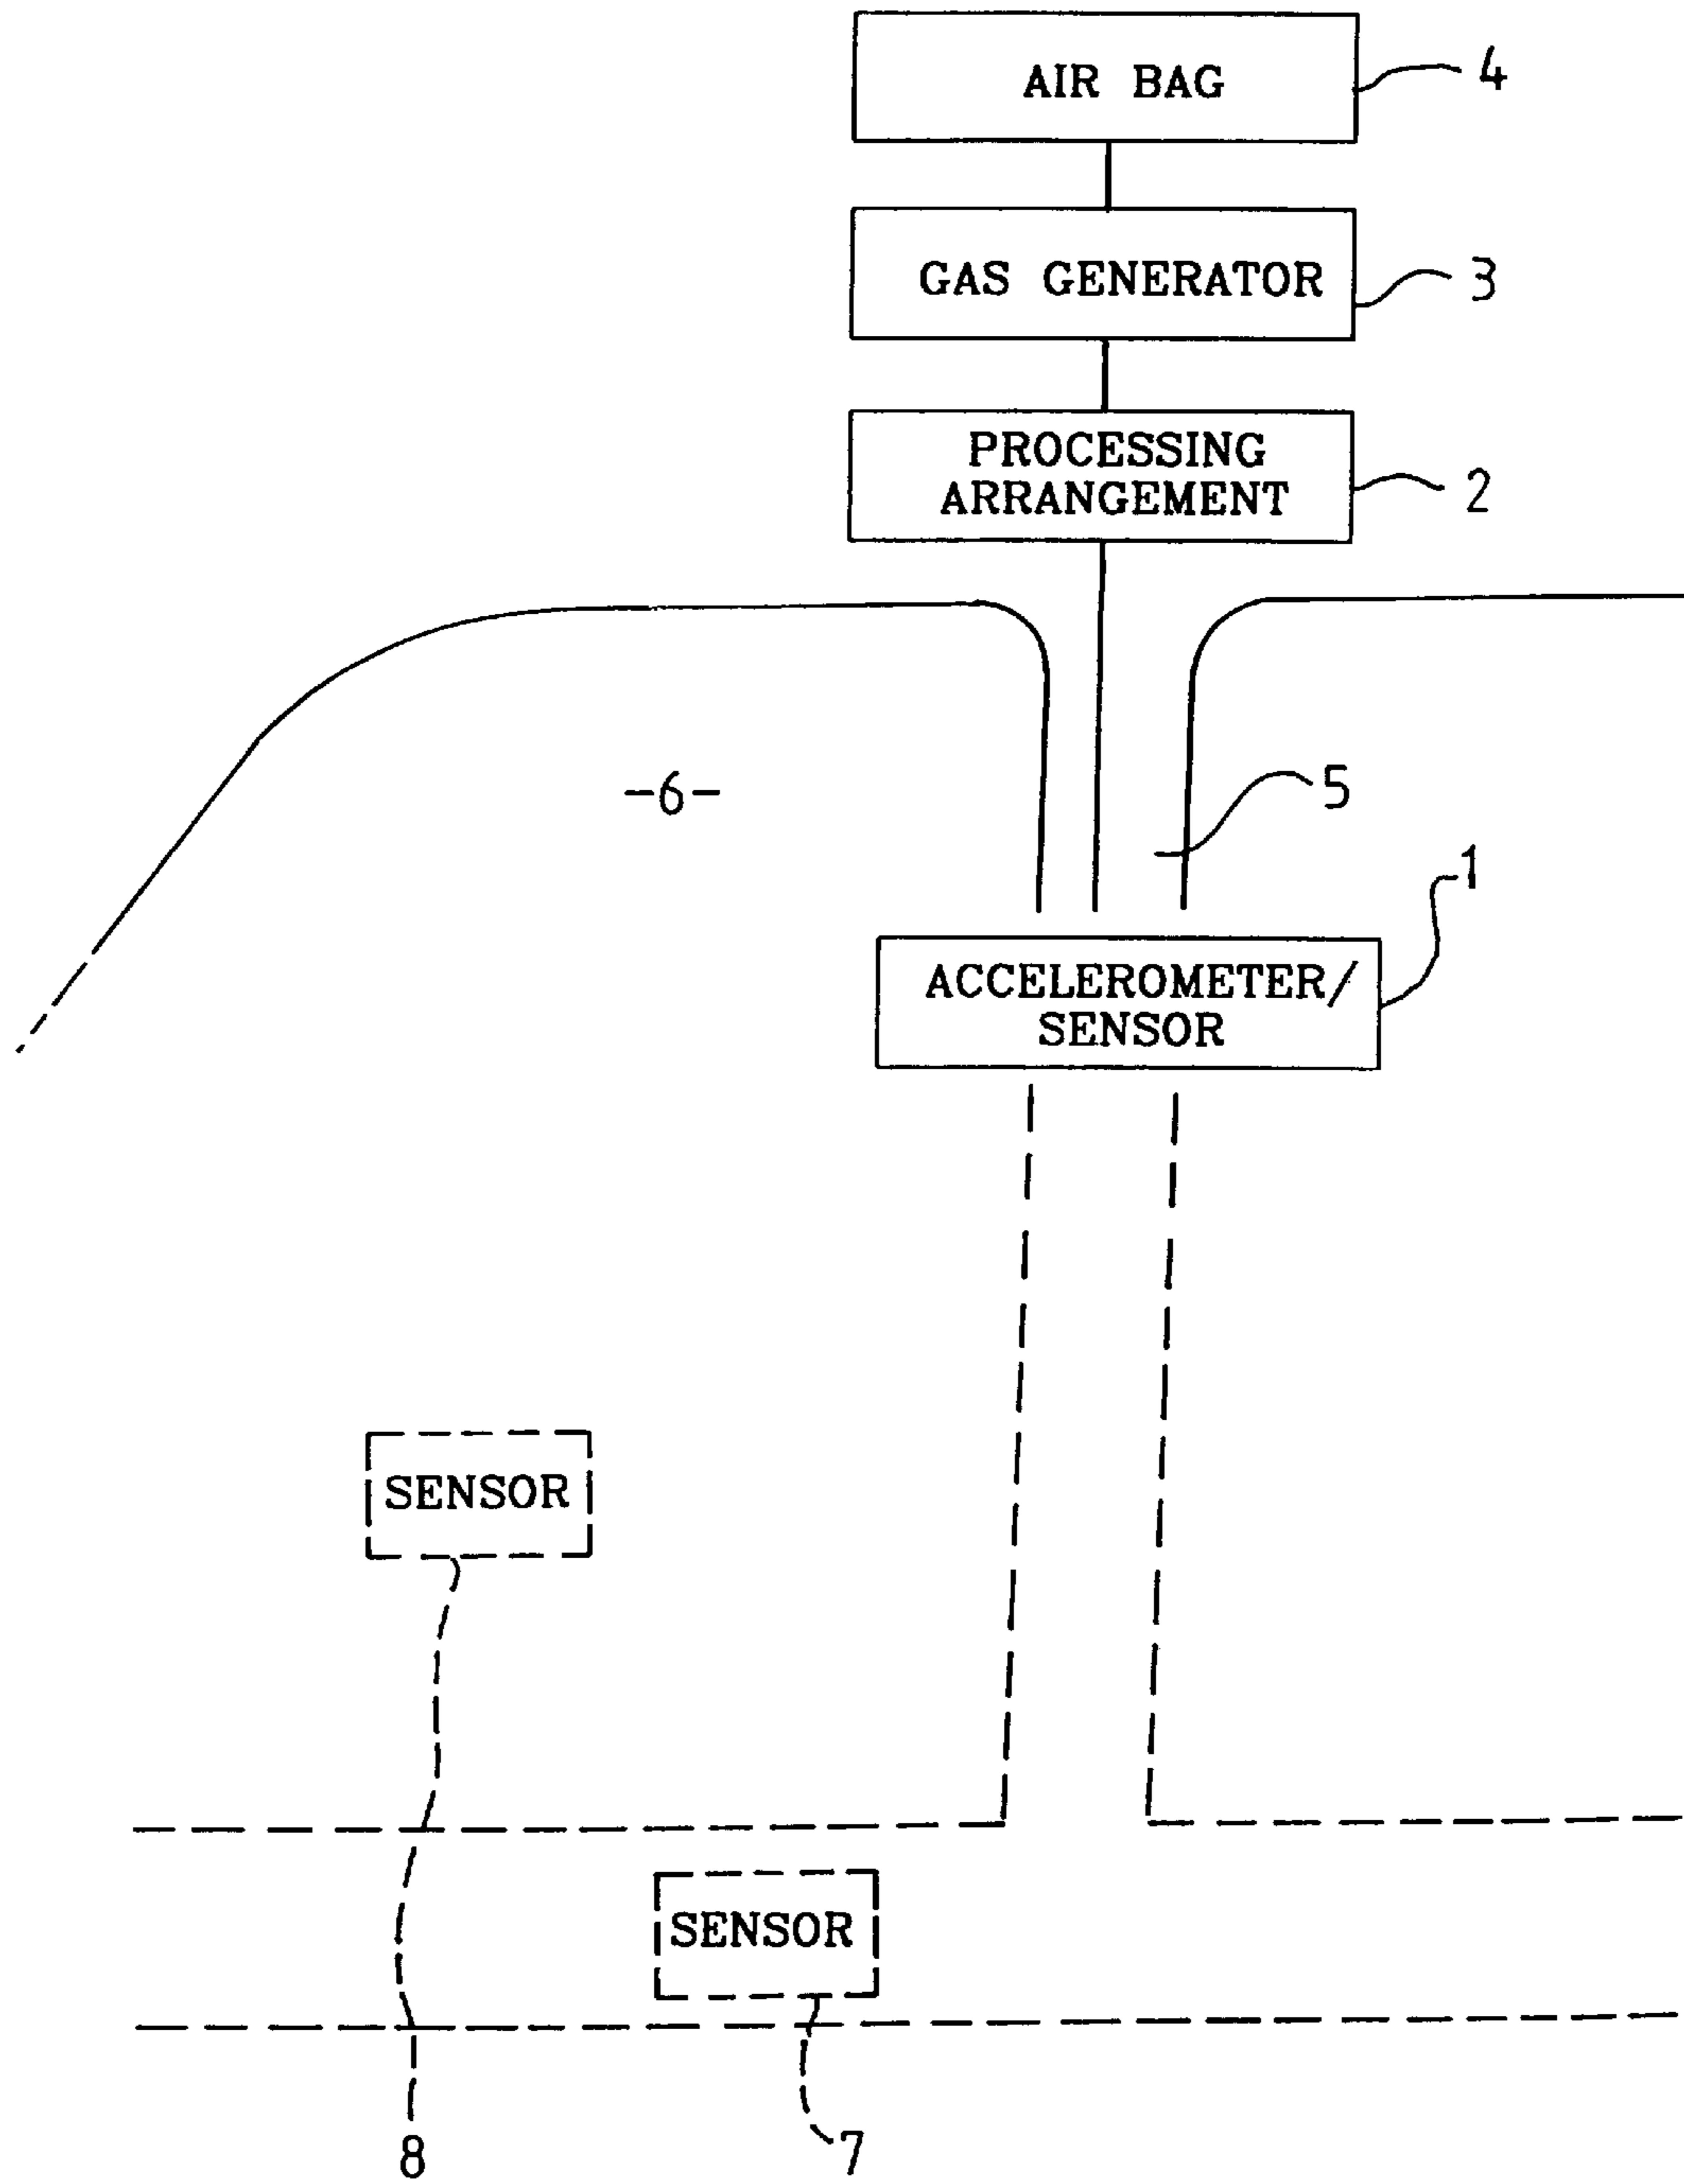 AIR BAG
4
GAS GENERATOR
3
PROCESSING
ARRANGEMENT
2
-6-
5
1
ACCELEROMETER/
SENSOR
SENSOR
SENSOR
8
7